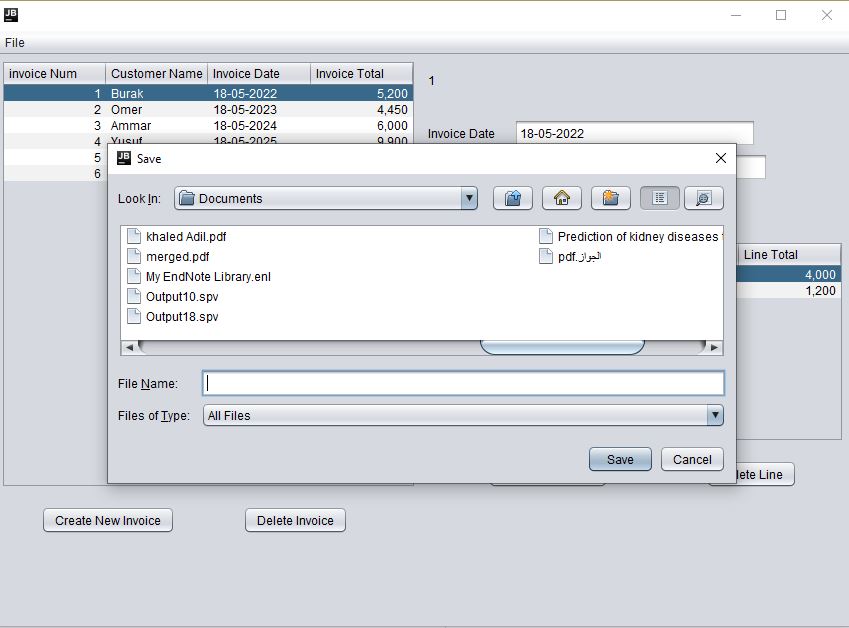 JB
File
invoice Num Customer Name Invoice Date Invoice Total
1 Burak 18-05-2022 5,200
2 Omer 18-05-2023 4,450
3 Ammar 18-05-2024 6,000
4 Yusuf 18-05-2025 9,900
5
6
1
Invoice Date 18-05-2022
Line Total
4,000
1,200
JB Save
Look In: Documents
khaled Adil.pdf
merged.pdf
My EndNote Library.enl
Output10.spv
Output18.spv
Prediction of kidney diseases
الجواز.pdf
File Name:
Files of Type: All Files
Save Cancel
lete Line
Create New Invoice Delete Invoice